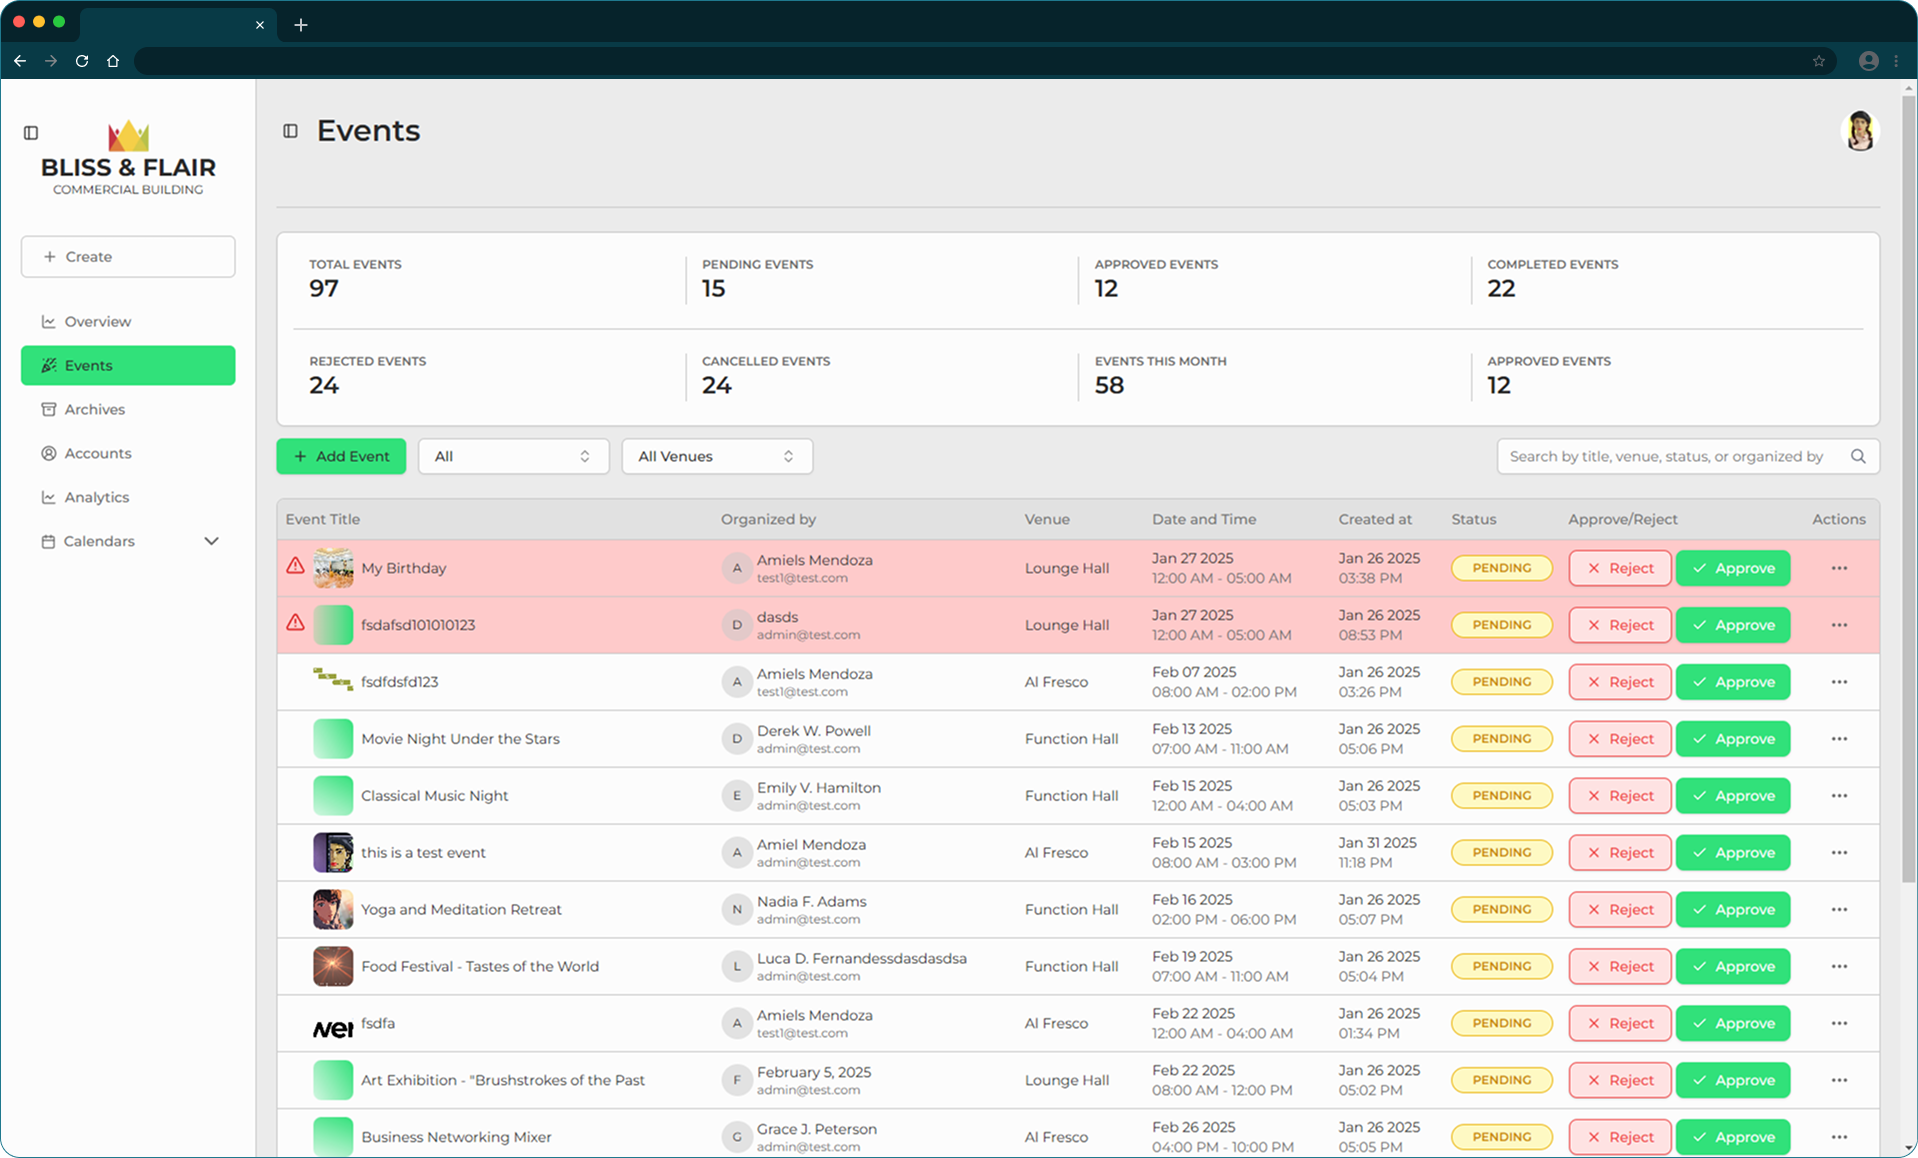 BLISS & FLAIR
COMMERCIAL BUILDING
Create
Overview
Events
Archives
Accounts
Analytics
Calendars
Events
TOTAL EVENTS
97
PENDING EVENTS
15
APPROVED EVENTS
12
COMPLETED EVENTS
22
REJECTED EVENTS
24
CANCELLED EVENTS
24
EVENTS THIS MONTH
58
APPROVED EVENTS
12
Add Event
All
All Venues
Search by title, venue, status, or organized by
Event Title Organized by Venue Date and Time Created at Status Approve/Reject Actions
My Birthday A Amiels Mendoza Lounge Hall Jan 27 2025 Jan 26 2025 PENDING Reject Approve
test1@test.com 12:00 AM - 05:00 AM 03:38 PM
fsdafsd101010123 D dasds Lounge Hall Jan 27 2025 Jan 26 2025 PENDING Reject Approve
admin@test.com 12:00 AM - 05:00 AM 08:53 PM
fsdfdsfd123 A Amiels Mendoza Al Fresco Feb 07 2025 Jan 26 2025 PENDING Reject Approve
test1@test.com 08:00 AM - 02:00 PM 03:26 PM
Movie Night Under the Stars D Derek W. Powell Function Hall Feb 13 2025 Jan 26 2025 PENDING Reject Approve
admin@test.com 07:00 AM - 11:00 AM 05:06 PM
Classical Music Night E Emily V. Hamilton Function Hall Feb 15 2025 Jan 26 2025 PENDING Reject Approve
admin@test.com 12:00 AM - 04:00 AM 05:03 PM
this is a test event A Amiel Mendoza Al Fresco Feb 15 2025 Jan 31 2025 PENDING Reject Approve
admin@test.com 08:00 AM - 03:00 PM 11:18 PM
Yoga and Meditation Retreat N Nadia F. Adams Function Hall Feb 16 2025 Jan 26 2025 PENDING Reject Approve
admin@test.com 02:00 PM - 06:00 PM 05:07 PM
Food Festival - Tastes of the World L Luca D. Fernandessdasdasdsa Function Hall Feb 19 2025 Jan 26 2025 PENDING Reject Approve
admin@test.com 07:00 AM - 11:00 AM 05:04 PM
fsdfa A Amiels Mendoza Al Fresco Feb 22 2025 Jan 26 2025 PENDING Reject Approve
test1@test.com 12:00 AM - 04:00 AM 01:34 PM
Art Exhibition - "Brushstrokes of the Past F February 5, 2025 Lounge Hall Feb 22 2025 Jan 26 2025 PENDING Reject Approve
admin@test.com 08:00 AM - 12:00 PM 05:02 PM
Business Networking Mixer G Grace J. Peterson Al Fresco Feb 26 2025 Jan 26 2025 PENDING Reject Approve
admin@test.com 04:00 PM - 10:00 PM 05:05 PM